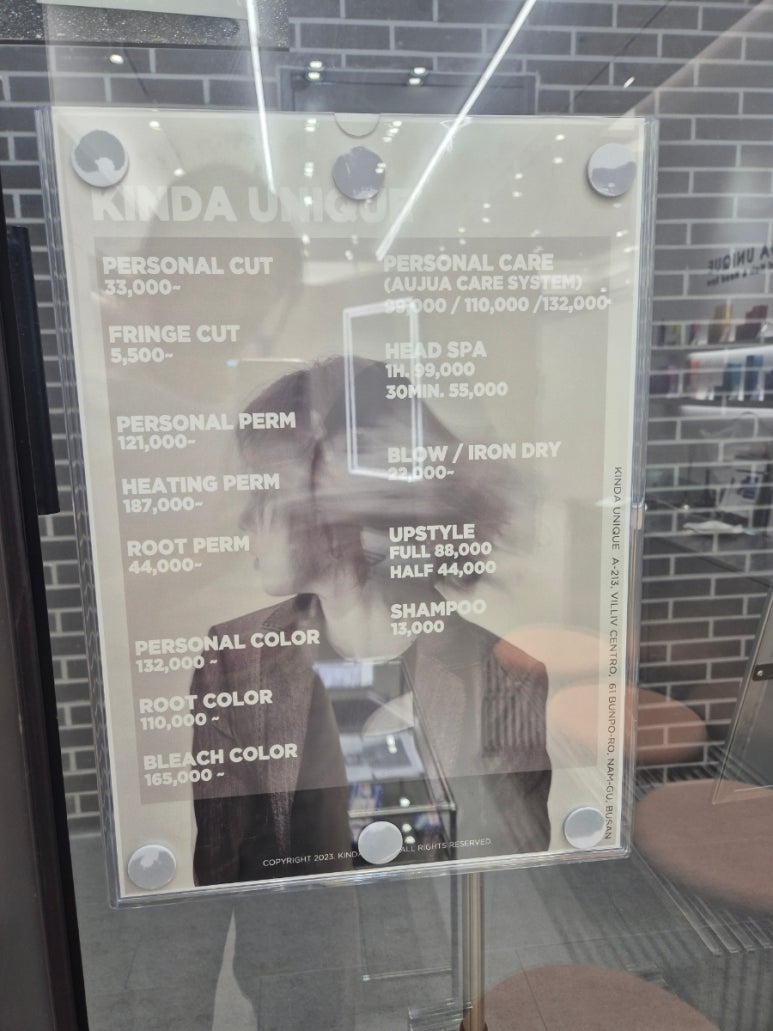 KINDA UNIQUE
PERSONAL CUT
33,000~
FRINGE CUT
5,500~
PERSONAL PERM
121,000~
HEATING PERM
187,000~
ROOT PERM
44,000~
PERSONAL COLOR
132,000 ~
ROOT COLOR
110,000 ~
BLEACH COLOR
165,000 ~
PERSONAL CARE
(AUJUA CARE SYSTEM)
99,000 / 110,000 /132,000~
HEAD SPA
1H. 99,000
30MIN. 55,000
BLOW / IRON DRY
22,000~
UPSTYLE
FULL 88,000
HALF 44,000
SHAMPOO
13,000
KINDA UNIQUE A-213, VILLIV CENTRO, 61 BUNPO-RO, NAM-GU, BUSAN
COPYRIGHT 2023. KINDA ALL RIGHTS RESERVED.